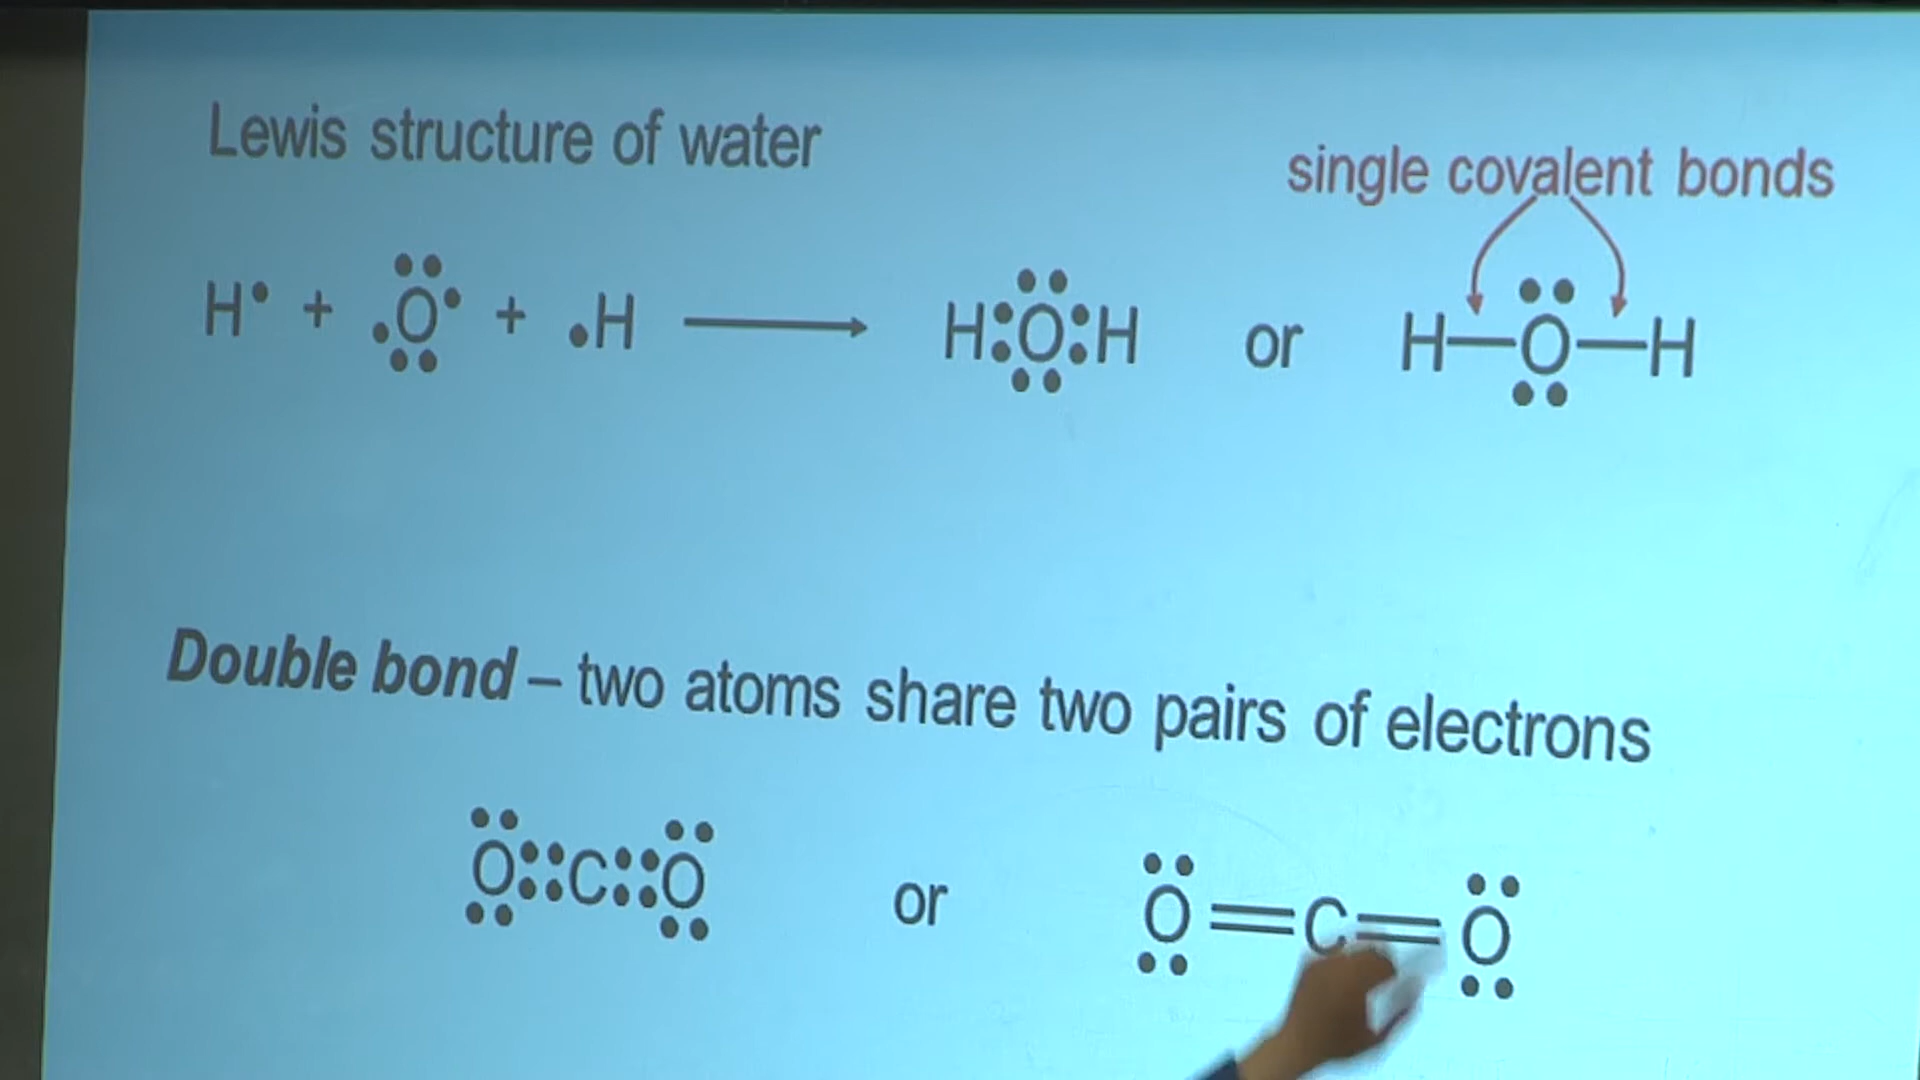 Lewis structure of water
single covalent bonds
H• + •O• + •H ⟶ H:O:H or H—O—H
Double bond – two atoms share two pairs of electrons
O::C::O or O=C=O